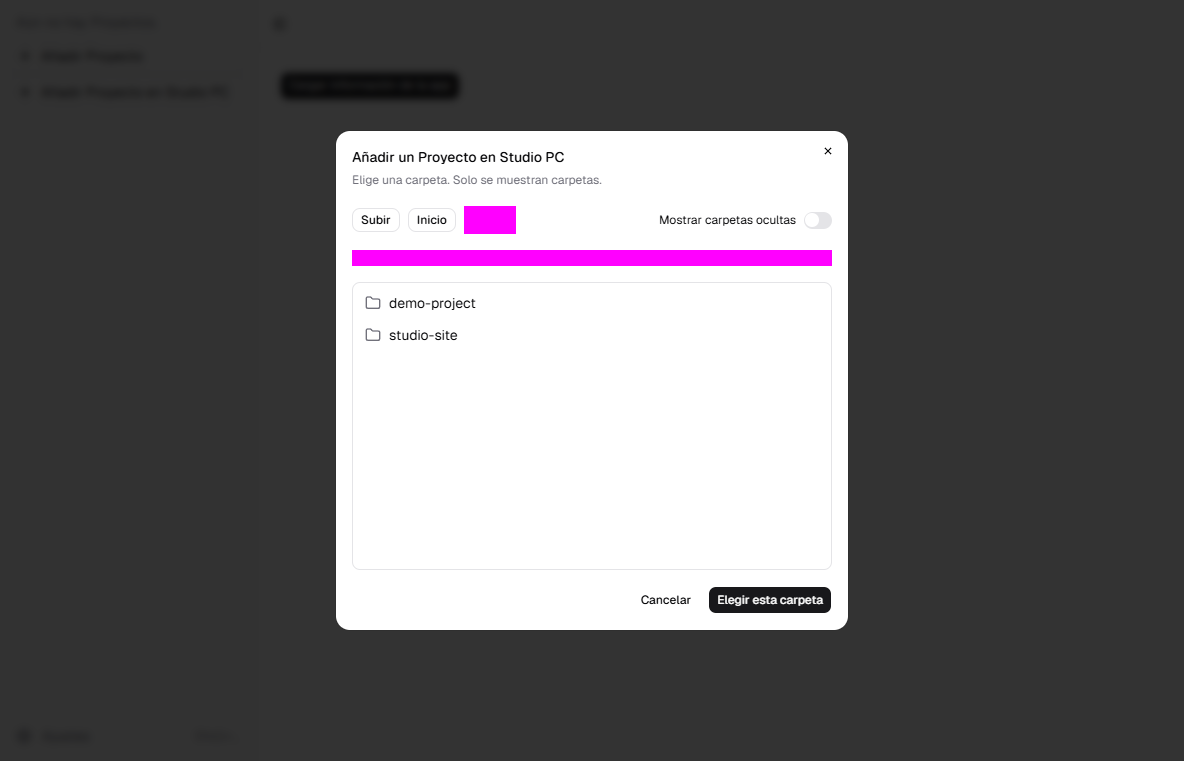 Añadir un Proyecto en Studio PC
Elige una carpeta. Solo se muestran carpetas.
Subir
Inicio
Mostrar carpetas ocultas
demo-project
studio-site
Cancelar
Elegir esta carpeta